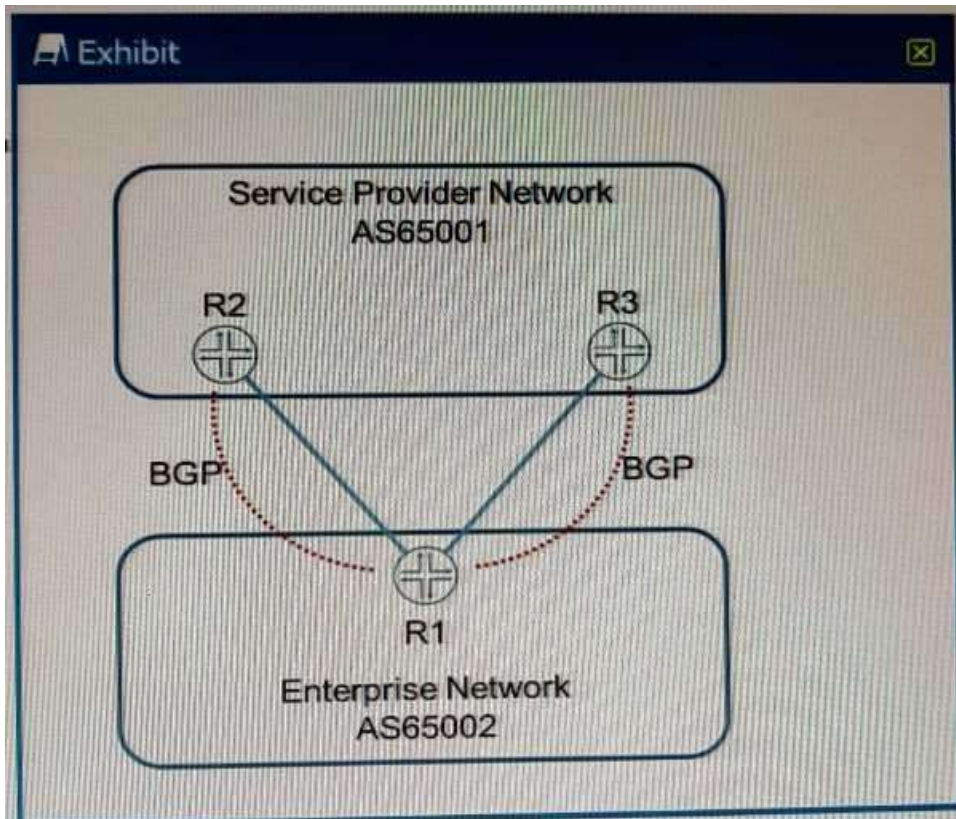 Exhibit
Service Provider Network
AS65001
R2
R3
BGP
BGP
R1
Enterprise Network
AS65002